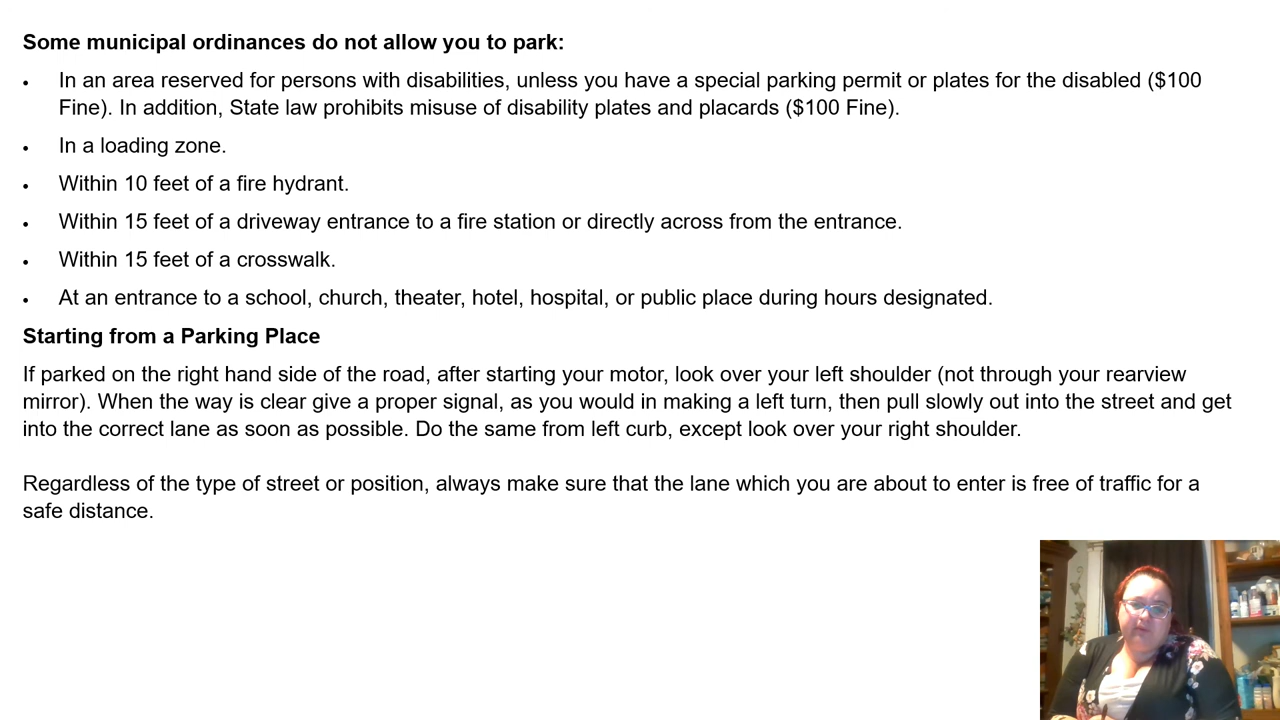 Some municipal ordinances do not allow you to park:
• In an area reserved for persons with disabilities, unless you have a special parking permit or plates for the disabled ($100
Fine). In addition, State law prohibits misuse of disability plates and placards ($100 Fine).
• In a loading zone.
• Within 10 feet of a fire hydrant.
• Within 15 feet of a driveway entrance to a fire station or directly across from the entrance.
• Within 15 feet of a crosswalk.
• At an entrance to a school, church, theater, hotel, hospital, or public place during hours designated.
Starting from a Parking Place
If parked on the right hand side of the road, after starting your motor, look over your left shoulder (not through your rearview
mirror). When the way is clear give a proper signal, as you would in making a left turn, then pull slowly out into the street and get
into the correct lane as soon as possible. Do the same from left curb, except look over your right shoulder.
Regardless of the type of street or position, always make sure that the lane which you are about to enter is free of traffic for a
safe distance.